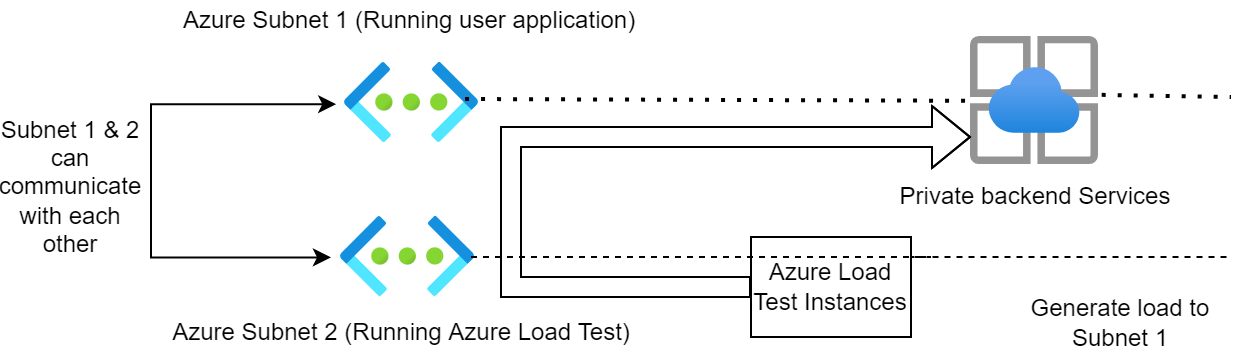 Azure Subnet 1 (Running user application)
Subnet 1 & 2
can
communicate
with each
other
Private backend Services
Azure Load
Test Instances
Azure Subnet 2 (Running Azure Load Test)
Generate load to
Subnet 1